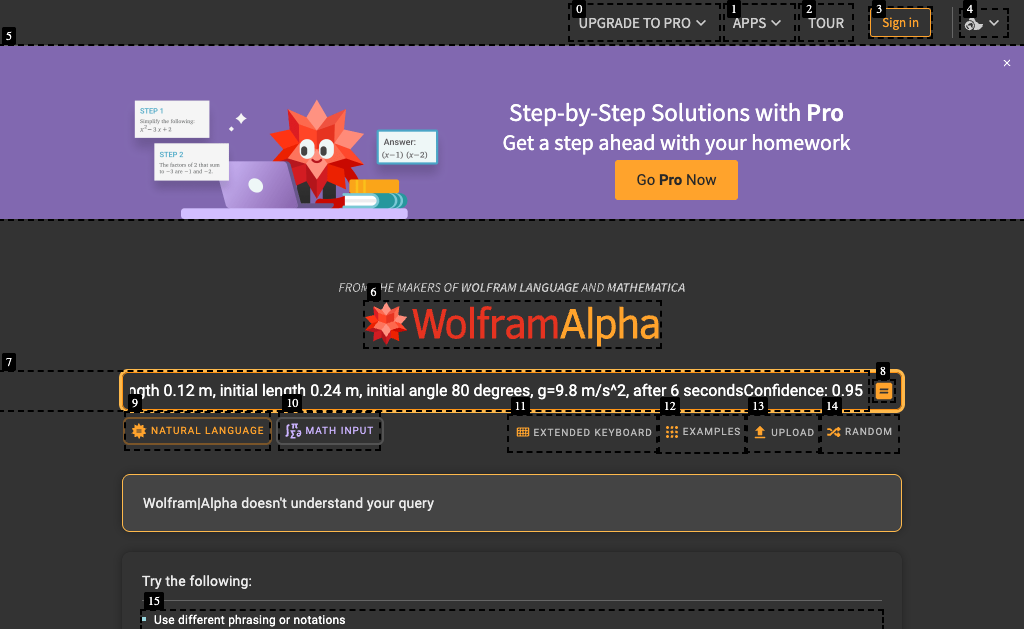 0
1
2
3
4
UPGRADE TO PRO
APPS
TOUR
Sign in
5
STEP 1
Simplify the following:
x² − 3 x + 2
STEP 2
The factors of 2 that sum
to −3 are −1 and −2.
Answer:
(x−1) (x−2)
Step-by-Step Solutions with Pro
Get a step ahead with your homework
Go Pro Now
FROM THE MAKERS OF WOLFRAM LANGUAGE AND MATHEMATICA
6
WolframAlpha
7
8
ngth 0.12 m, initial length 0.24 m, initial angle 80 degrees, g=9.8 m/s^2, after 6 secondsConfidence: 0.95
9
10
11
12
13
14
NATURAL LANGUAGE
MATH INPUT
EXTENDED KEYBOARD
EXAMPLES
UPLOAD
RANDOM
Wolfram|Alpha doesn't understand your query
Try the following:
15
Use different phrasing or notations